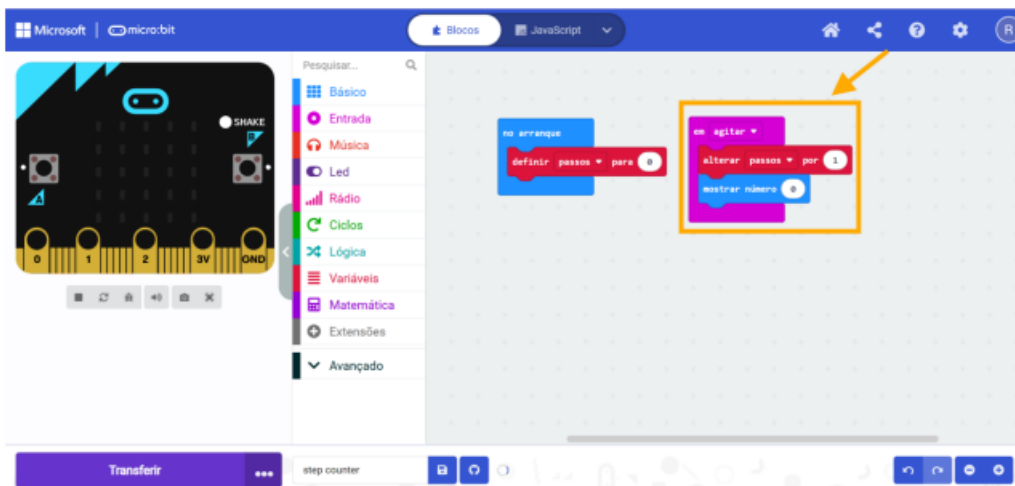 Microsoft | micro:bit
Blocos
JavaScript
R
SHAKE
B
A
0 1 2 3V GND
Pesquisar...
Básico
Entrada
Música
Led
Rádio
Ciclos
Lógica
Variáveis
Matemática
Extensões
Avançado
no arranque
definir passos para 0
em agitar
alterar passos por 1
mostrar número 0
Transferir
step counter